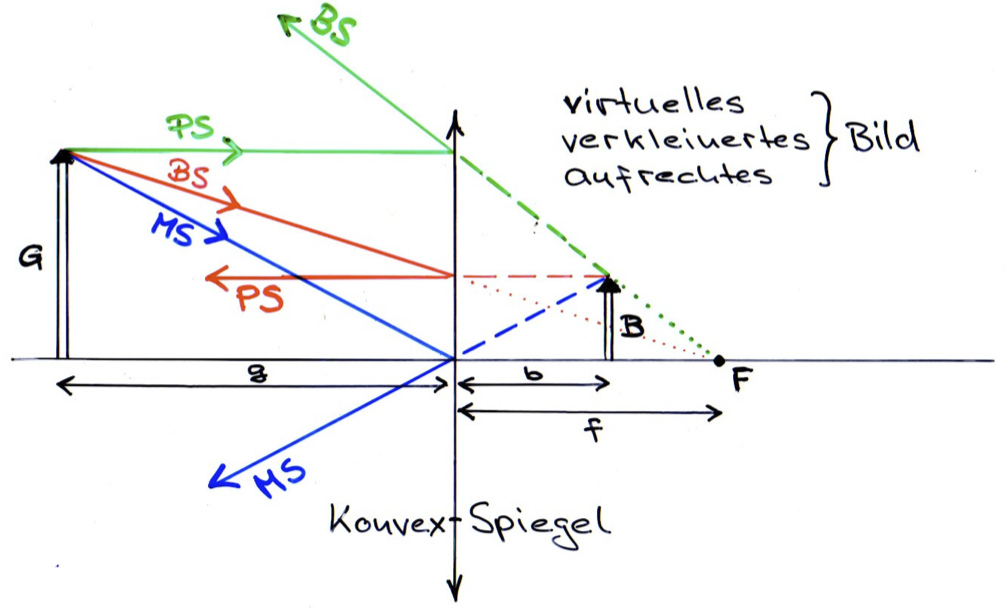 BS
virtuelles
verkleinertes } Bild
aufrechtes
PS
BS
MS
G
PS
B
g
b
F
f
MS
Konvex-Spiegel